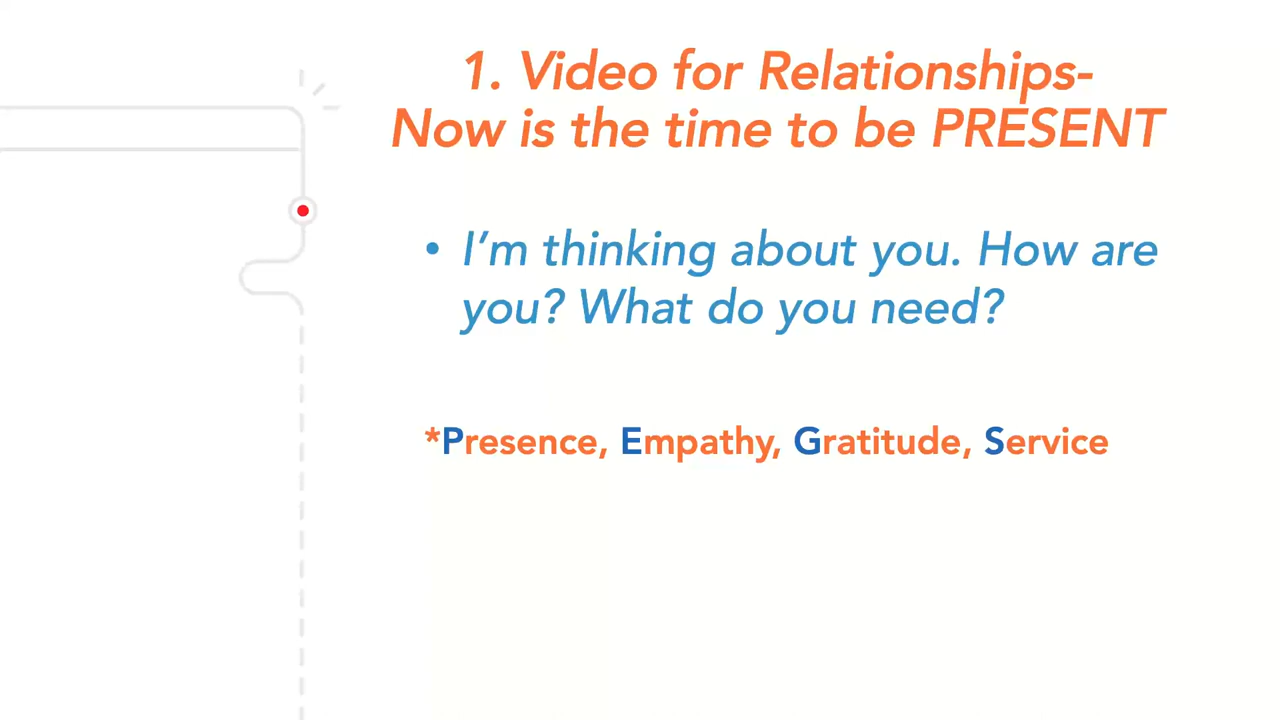 1. Video for Relationships-
Now is the time to be PRESENT
• I’m thinking about you. How are
you? What do you need?
*Presence, Empathy, Gratitude, Service